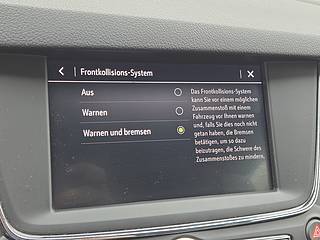 Frontkollisions-System
Aus
Warnen
Warnen und bremsen
Das Frontkollisions-System
kann Sie vor einem möglichen
Zusammenstoß mit einem
Fahrzeug vor Ihnen warnen
und, falls Sie dies noch nicht
getan haben, die Bremsen
betätigen, um so dazu
beizutragen, die Schwere des
Zusammenstoßes zu mindern.